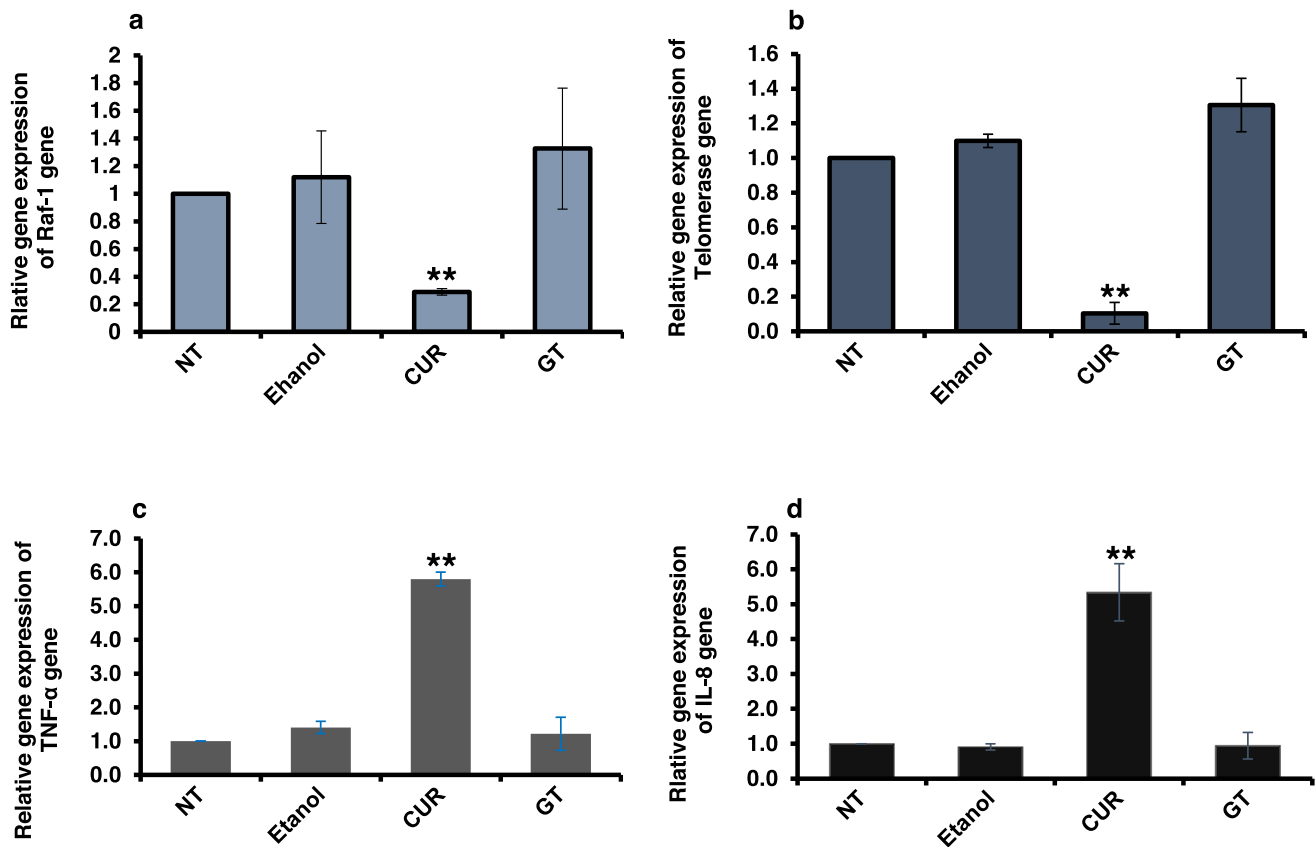 a
Rlative gene expression
of Raf-1 gene
2
1.8
1.6
1.4
1.2
1
0.8
0.6
0.4
0.2
0
**
NT
Ehanol
CUR
GT
b
Relative gene expression of
Telomerase gene
1.6
1.4
1.2
1.0
0.8
0.6
0.4
0.2
0.0
**
NT
Ehanol
CUR
GT
c
Relative gene expression of
TNF-α gene
7.0
6.0
5.0
4.0
3.0
2.0
1.0
0.0
**
NT
Etanol
CUR
GT
d
Rlative gene expression
of IL-8 gene
7.0
6.0
5.0
4.0
3.0
2.0
1.0
0.0
**
NT
Etanol
CUR
GT